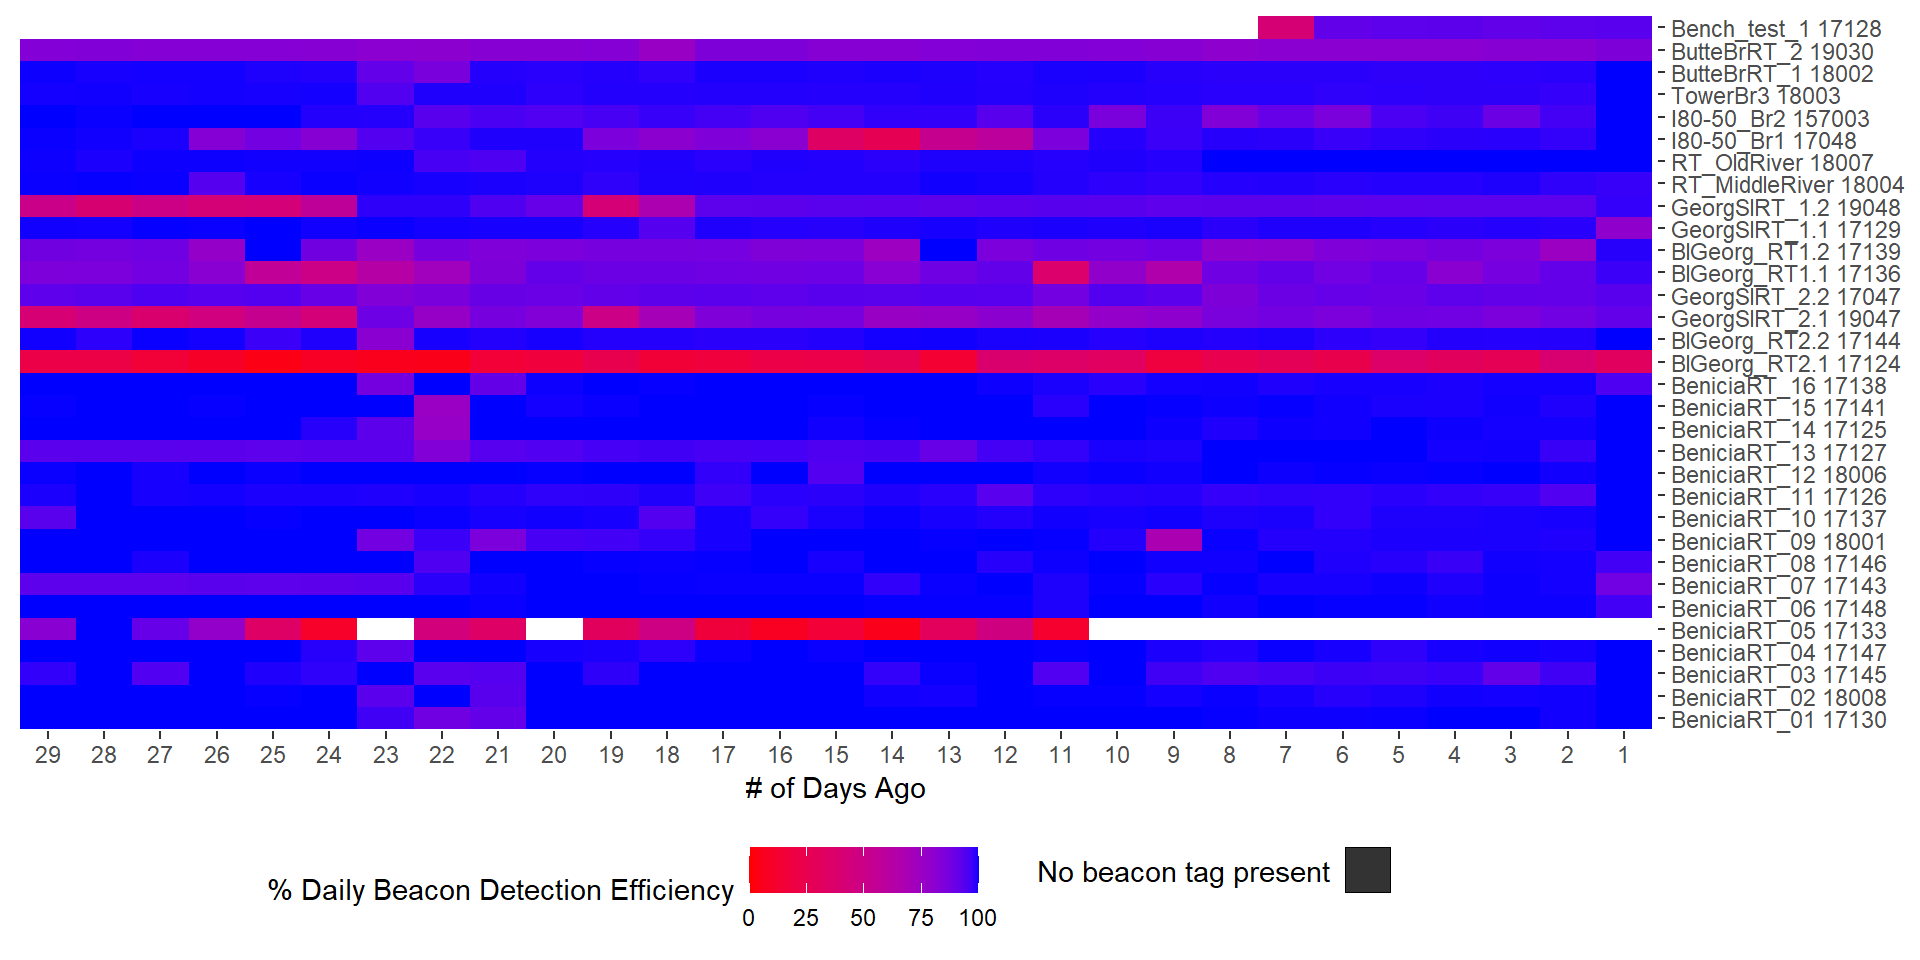 Bench_test_1 17128
ButteBrRT_2 19030
ButteBrRT_1 18002
TowerBr3 18003
I80-50_Br2 157003
I80-50_Br1 17048
RT_OldRiver 18007
RT_MiddleRiver 18004
GeorgSlRT_1.2 19048
GeorgSlRT_1.1 17129
BlGeorg_RT1.2 17139
BlGeorg_RT1.1 17136
GeorgSlRT_2.2 17047
GeorgSlRT_2.1 19047
BlGeorg_RT2.2 17144
BlGeorg_RT2.1 17124
BeniciaRT_16 17138
BeniciaRT_15 17141
BeniciaRT_14 17125
BeniciaRT_13 17127
BeniciaRT_12 18006
BeniciaRT_11 17126
BeniciaRT_10 17137
BeniciaRT_09 18001
BeniciaRT_08 17146
BeniciaRT_07 17143
BeniciaRT_06 17148
BeniciaRT_05 17133
BeniciaRT_04 17147
BeniciaRT_03 17145
BeniciaRT_02 18008
BeniciaRT_01 17130
29 28 27 26 25 24 23 22 21 20 19 18 17 16 15 14 13 12 11 10 9 8 7 6 5 4 3 2 1
# of Days Ago
% Daily Beacon Detection Efficiency
0 25 50 75 100
No beacon tag present